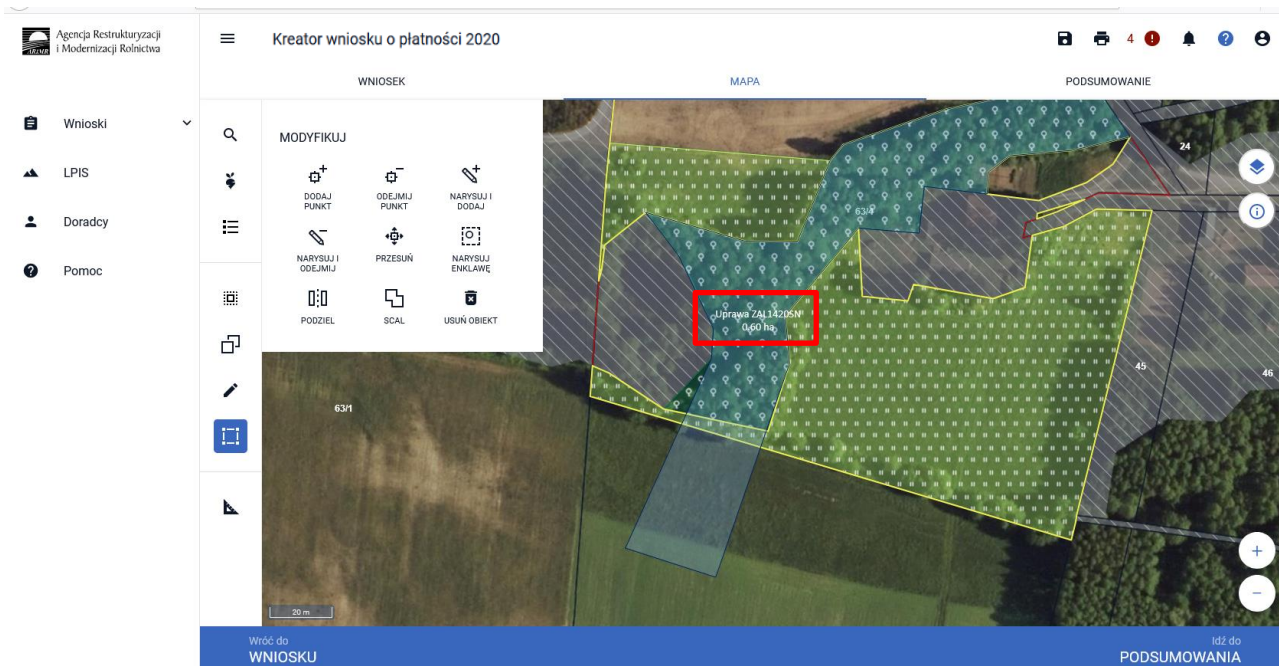 Agencja Restrukturyzacji
i Modernizacji Rolnictwa
ARiMR
Kreator wniosku o płatności 2020
4
WNIOSEK
MAPA
PODSUMOWANIE
Wnioski
LPIS
Doradcy
Pomoc
MODYFIKUJ
DODAJ
PUNKT
ODEJMIJ
PUNKT
NARYSUJ I
DODAJ
NARYSUJ I
ODEJMIJ
PRZESUŃ
NARYSUJ
ENKLAWĘ
PODZIEL
SCAL
USUŃ OBIEKT
24
63/4
Uprawa ZAL1420SN
0,60 ha
45
46
63/1
20 m
Wróć do
WNIOSKU
Idź do
PODSUMOWANIA